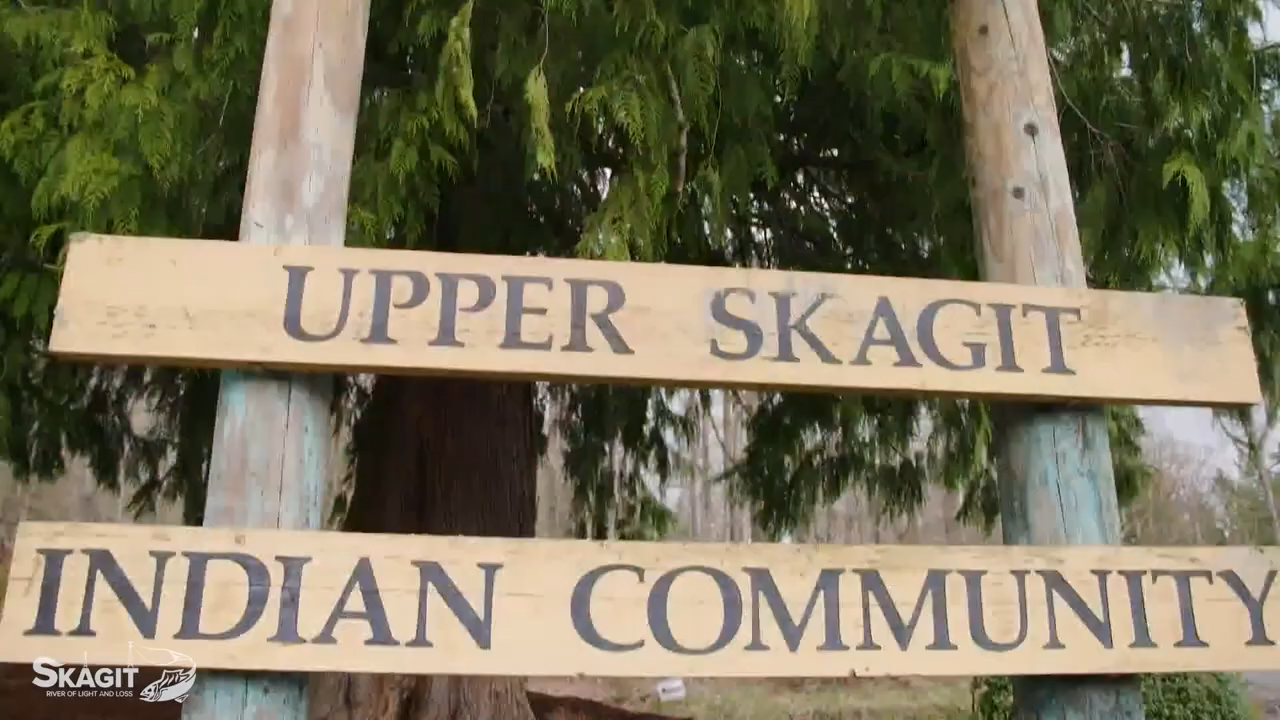 UPPER SKAGIT
INDIAN COMMUNITY
SKAGIT
RIVER OF LIGHT AND LOSS